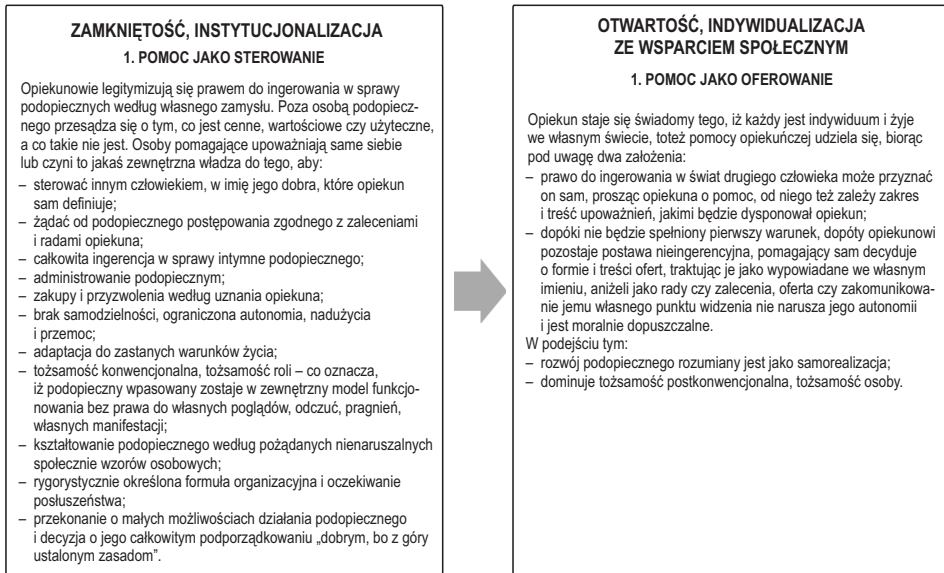 ZAMKNIĘTOŚĆ, INSTYTUCJONALIZACJA
1. POMOC JAKO STEROWANIE
Opiekunowie legitymizują się prawem do ingerowania w sprawy
podopiecznych według własnego zamysłu. Poza osobą podopiecz-
nego przesądza się o tym, co jest cenne, wartościowe czy użyteczne,
a co takie nie jest. Osoby pomagające upoważniają same siebie
lub czyni to jakaś zewnętrzna władza do tego, aby:
– sterować innym człowiekiem, w imię jego dobra, które opiekun
sam definiuje;
– żądać od podopiecznego postępowania zgodnego z zaleceniami
i radami opiekuna;
– całkowita ingerencja w sprawy intymne podopiecznego;
– administrowanie podopiecznym;
– zakupy i przyzwolenia według uznania opiekuna;
– brak samodzielności, ograniczona autonomia, nadużycia
i przemoc;
– adaptacja do zastanych warunków życia;
– tożsamość konwencjonalna, tożsamość roli – co oznacza,
iż podopieczny wpasowany zostaje w zewnętrzny model funkcjo-
nowania bez prawa do własnych poglądów, odczuć, pragnień,
własnych manifestacji;
– kształtowanie podopiecznego według pożądanych nienaruszalnych
społecznie wzorów osobowych;
– rygorystycznie określona formuła organizacyjna i oczekiwanie
posłuszeństwa;
– przekonanie o małych możliwościach działania podopiecznego
i decyzja o jego całkowitym podporządkowaniu „dobrym, bo z góry
ustalonym zasadom”.
OTWARTOŚĆ, INDYWIDUALIZACJA
ZE WSPARCIEM SPOŁECZNYM
1. POMOC JAKO OFEROWANIE
Opiekun staje się świadomy tego, iż każdy jest indywiduum i żyje
we własnym świecie, toteż pomocy opiekuńczej udziela się, biorąc
pod uwagę dwa założenia:
– prawo do ingerowania w świat drugiego człowieka może przyznać
on sam, prosząc opiekuna o pomoc, od niego też zależy zakres
i treść upoważnień, jakimi będzie dysponował opiekun;
– dopóki nie będzie spełniony pierwszy warunek, dopóty opiekunowi
pozostaje postawa nieingerencyjna, pomagający sam decyduje
o formie i treści ofert, traktując je jako wypowiadane we własnym
imieniu, aniżeli jako rady czy zalecenia, oferta czy zakomunikowa-
nie jemu własnego punktu widzenia nie narusza jego autonomii
i jest moralnie dopuszczalne.
W podejściu tym:
– rozwój podopiecznego rozumiany jest jako samorealizacja;
– dominuje tożsamość postkonwencjonalna, tożsamość osoby.